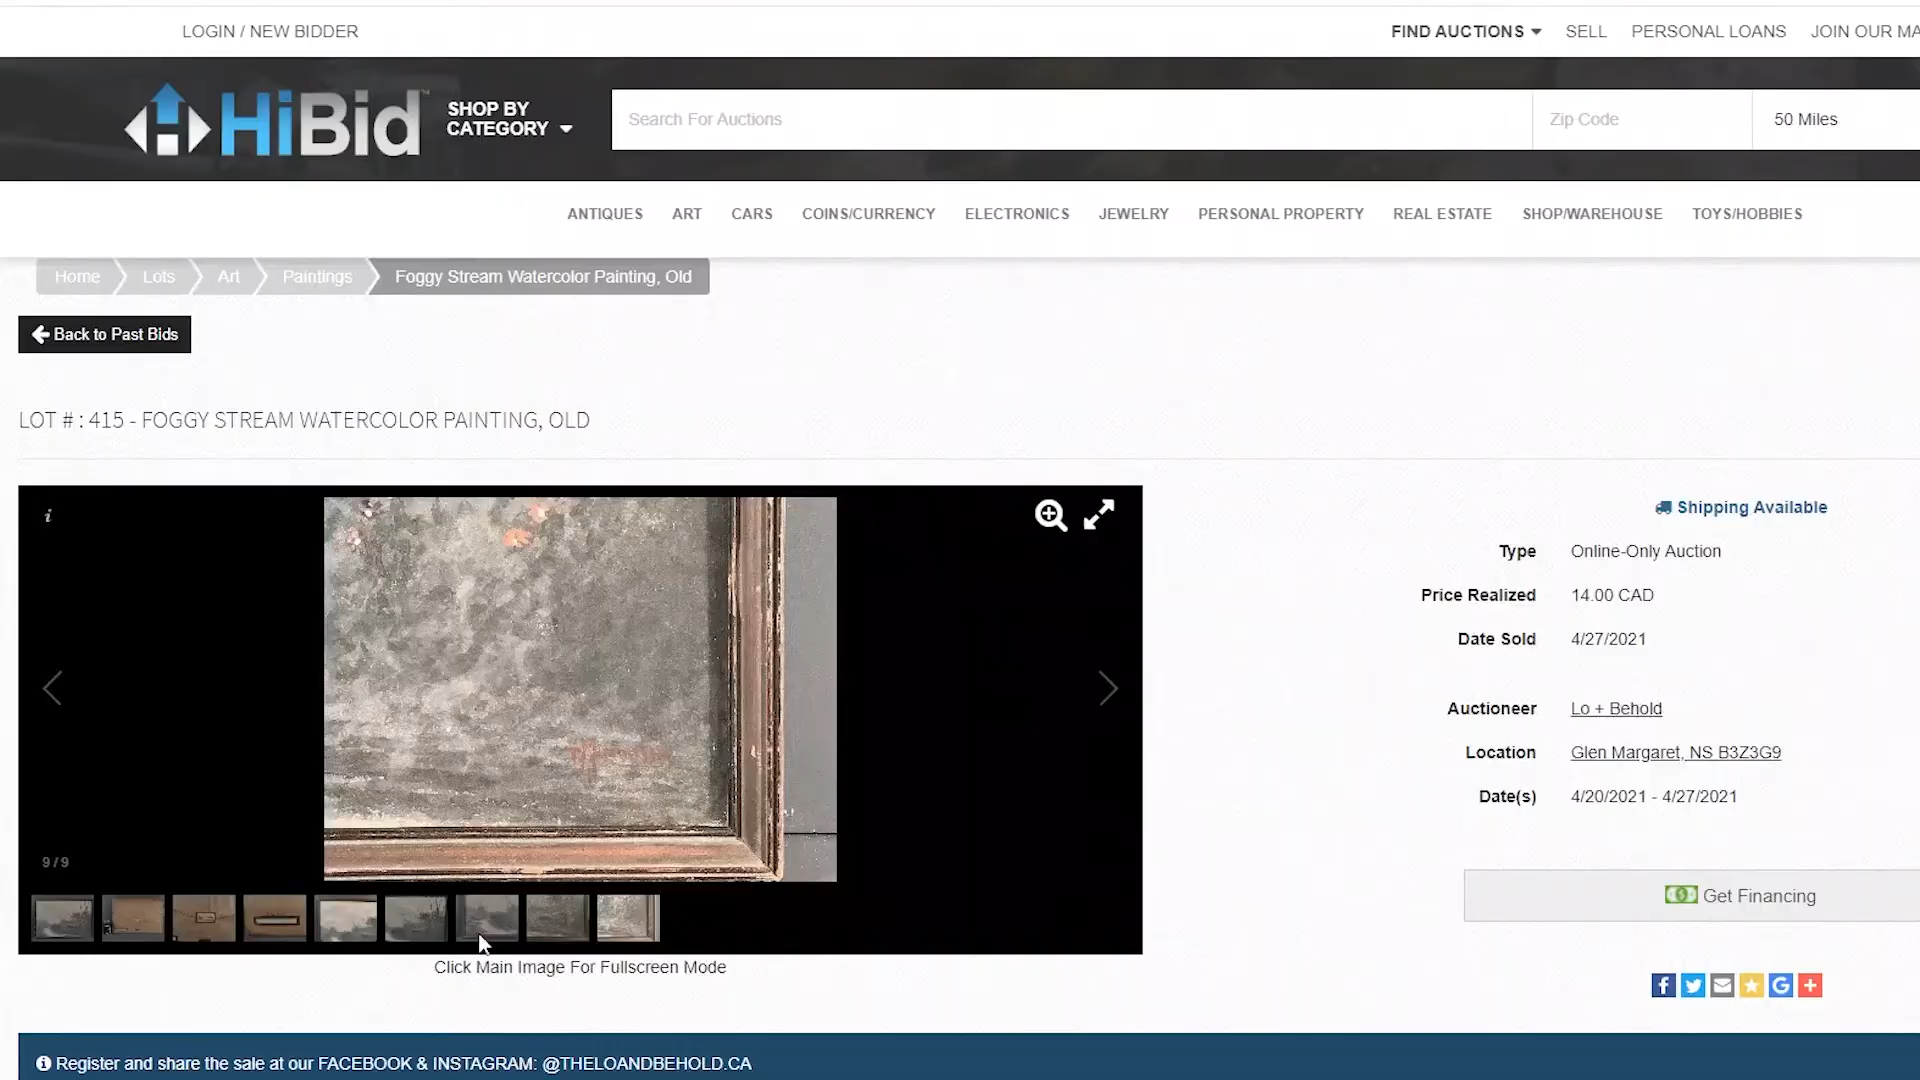 LOGIN / NEW BIDDER
FIND AUCTIONS SELL PERSONAL LOANS JOIN OUR MA
HiBid™
SHOP BY
CATEGORY
Search For Auctions
Zip Code
50 Miles
ANTIQUES ART CARS COINS/CURRENCY ELECTRONICS JEWELRY PERSONAL PROPERTY REAL ESTATE SHOP/WAREHOUSE TOYS/HOBBIES
Home Lots Art Paintings Foggy Stream Watercolor Painting, Old
Back to Past Bids
LOT # : 415 - FOGGY STREAM WATERCOLOR PAINTING, OLD
i
9 / 9
Click Main Image For Fullscreen Mode
Shipping Available
Type Online-Only Auction
Price Realized 14.00 CAD
Date Sold 4/27/2021
Auctioneer Lo + Behold
Location Glen Margaret, NS B3Z3G9
Date(s) 4/20/2021 - 4/27/2021
Get Financing
Register and share the sale at our FACEBOOK & INSTAGRAM: @THELOANDBEHOLD.CA